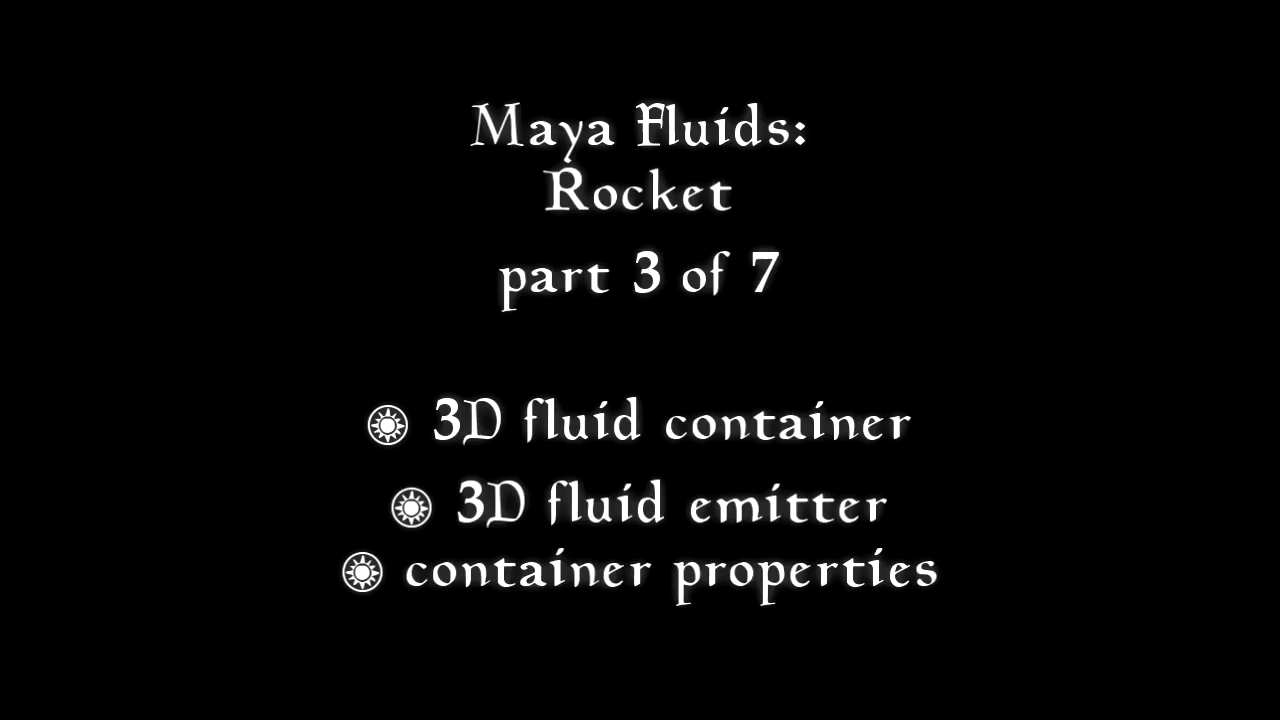 Maya Fluids:
Rocket
part 3 of 7
3D fluid container
3D fluid emitter
container properties